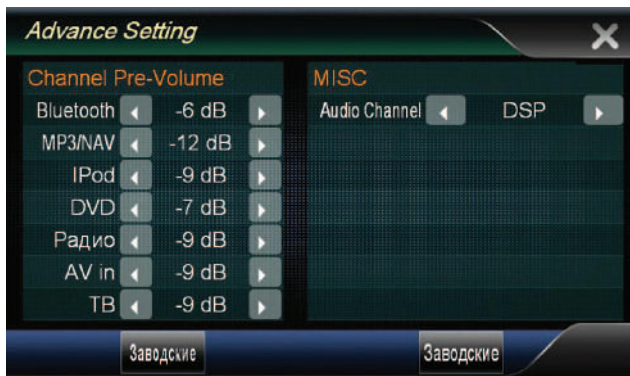 Advance Setting
Channel Pre-Volume
Bluetooth -6 dB
MP3/NAV -12 dB
IPod -9 dB
DVD -7 dB
Радио -9 dB
AV in -9 dB
ТВ -9 dB
MISC
Audio Channel DSP
Заводские
Заводские